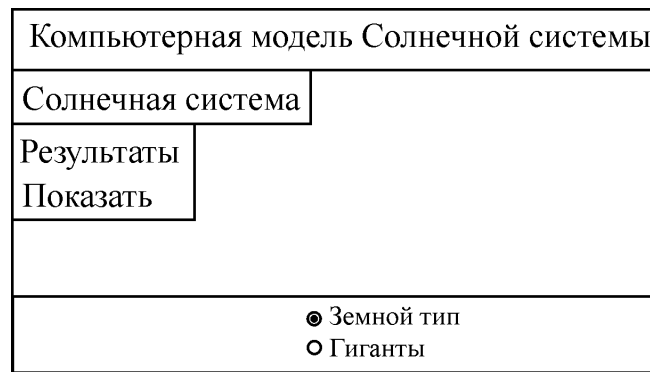 Компьютерная модель Солнечной системы
Солнечная система
Результаты
Показать
Земной тип
Гиганты